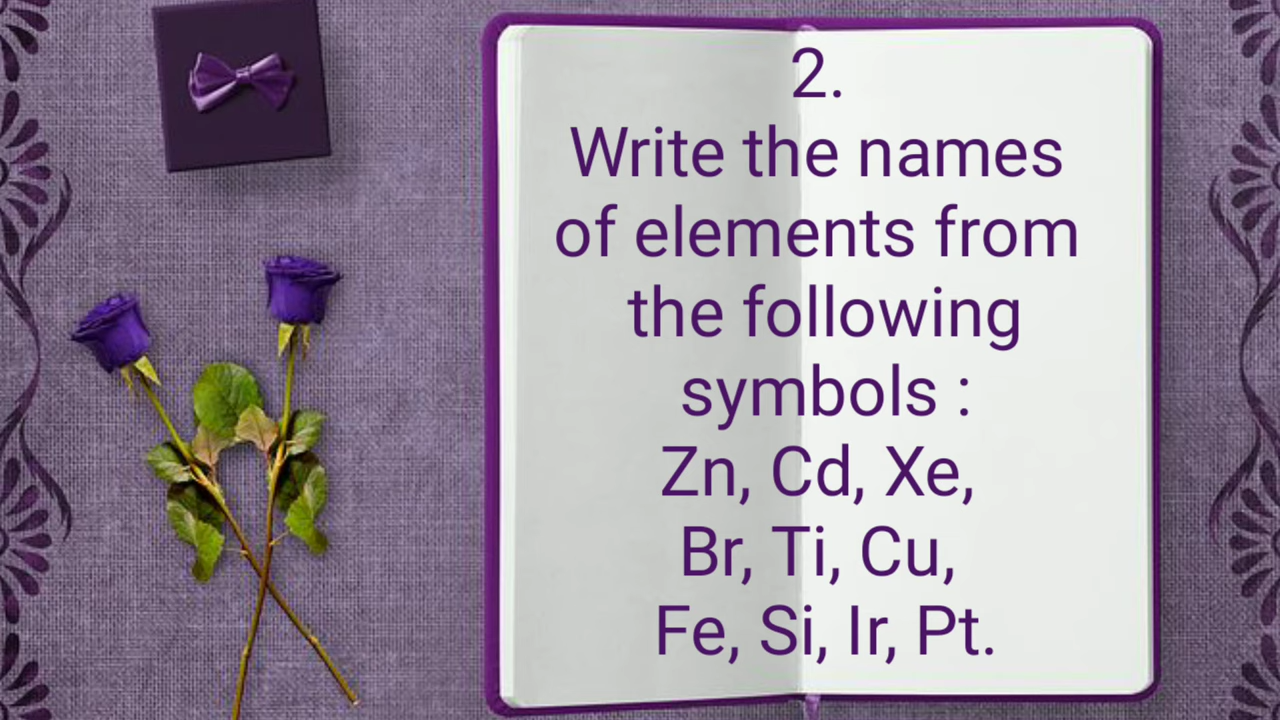 2.
Write the names
of elements from
the following
symbols :
Zn, Cd, Xe,
Br, Ti, Cu,
Fe, Si, Ir, Pt.